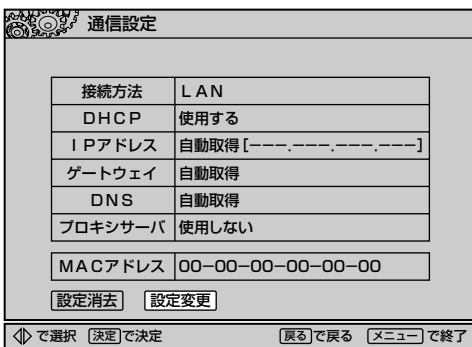 通信設定
接続方法 LAN
DHCP 使用する
IPアドレス 自動取得[---.---.---.---]
ゲートウェイ 自動取得
DNS 自動取得
プロキシサーバ 使用しない
MACアドレス 00-00-00-00-00-00
設定消去 設定変更
で選択 決定で決定 戻るで戻る メニューで終了